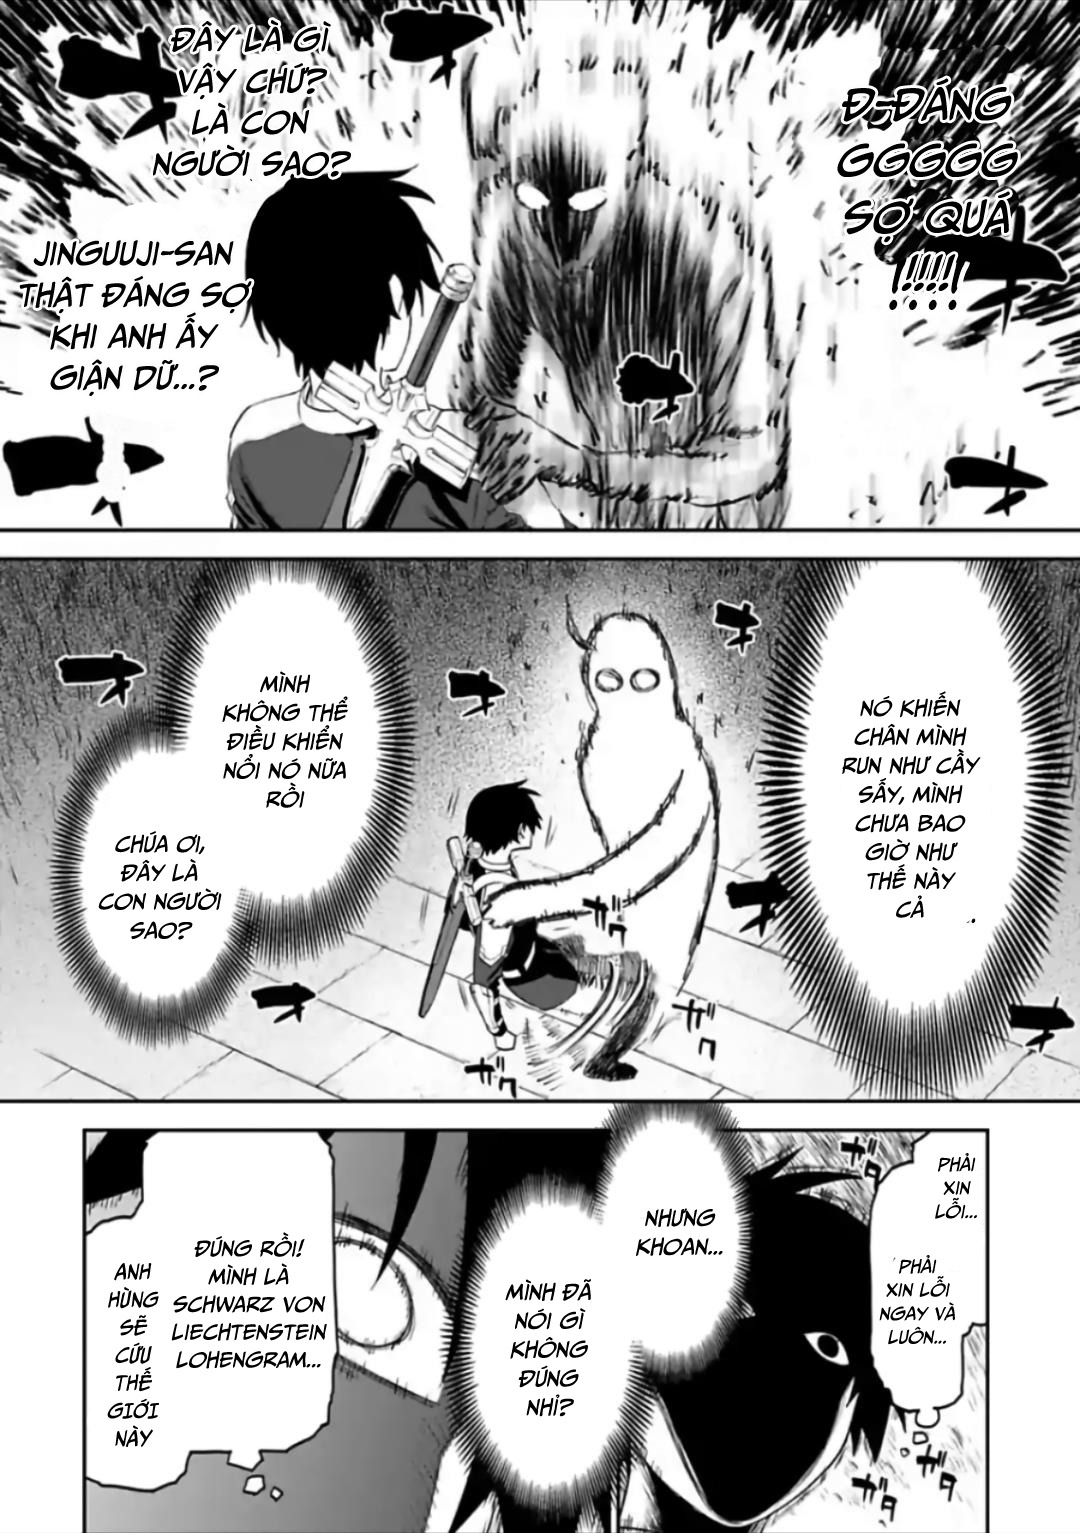 Đ-ĐÁNG
GGGGG
SỢ QUÁ
!!!!!
ĐÂY LÀ GÌ
VẬY CHỨ?
LÀ CON
NGƯỜI SAO?
JINGUUJI-SAN
THẬT ĐÁNG SỢ
KHI ANH ẤY
GIẬN DỮ...?
NÓ KHIẾN
CHÂN MÌNH
RUN NHƯ CẦY
SẤY, MÌNH
CHƯA BAO
GIỜ NHƯ
THẾ NÀY
CẢ
MÌNH
KHÔNG THỂ
ĐIỀU KHIỂN
NỔI NÓ NỮA
RỒI
CHÚA ƠI,
ĐÂY LÀ
CON NGƯỜI
SAO?
PHẢI
XIN
LỖI...
PHẢI
XIN LỖI
NGAY VÀ
LUÔN...
NHƯNG
KHOAN...
MÌNH ĐÃ
NÓI GÌ
KHÔNG
ĐÚNG
NHỈ?
ĐÚNG RỒI!
MÌNH LÀ
SCHWARZ VON
LIECHTENSTEIN
LOHENGRAM...
ANH
HÙNG
SẼ
CỨU
THẾ
GIỚI
NÀY